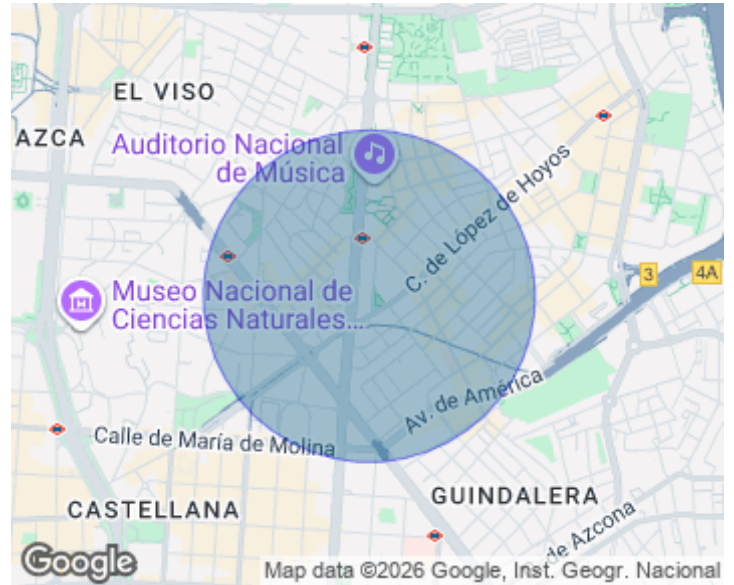 EL VISO
AZCA
Auditorio Nacional
de Música
C. de López de Hoyos
3
4A
Museo Nacional de
Ciencias Naturales...
Av. de América
Calle de María de Molina
CASTELLANA
GUINDALERA
de Azcona
Google
Map data ©2026 Google, Inst. Geogr. Nacional